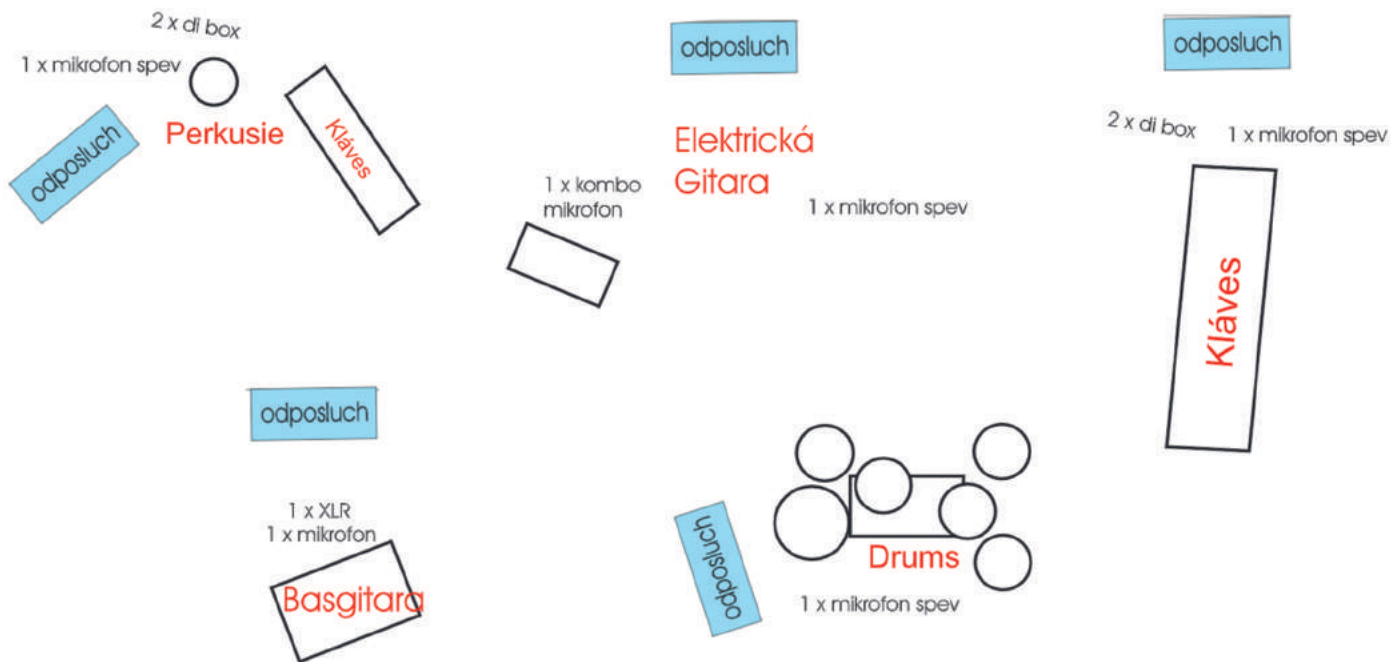 2 x di box
1 x mikrofon spev
Perkusie
odposluch
Kláves
odposluch
Elektrická
Gitara
1 x kombo
mikrofon
1 x mikrofon spev
odposluch
2 x di box
1 x mikrofon spev
Kláves
odposluch
1 x XLR
1 x mikrofon
Basgitara
odposluch
Drums
1 x mikrofon spev